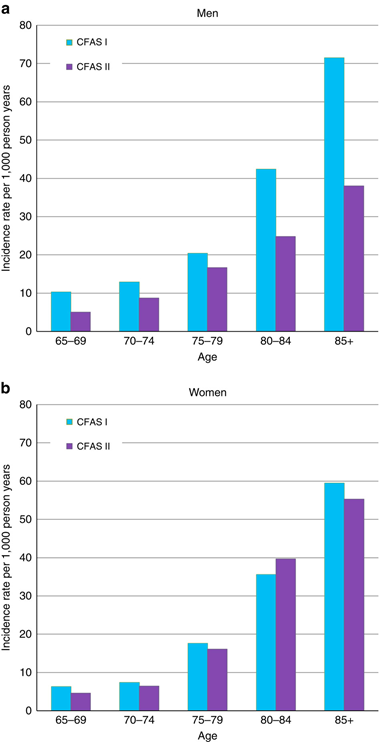 a
Men
CFAS I
CFAS II
Incidence rate per 1,000 person years
80
70
60
50
40
30
20
10
0
65–69 70–74 75–79 80–84 85+
Age
b
Women
CFAS I
CFAS II
Incidence rate per 1,000 person years
80
70
60
50
40
30
20
10
0
65–69 70–74 75–79 80–84 85+
Age